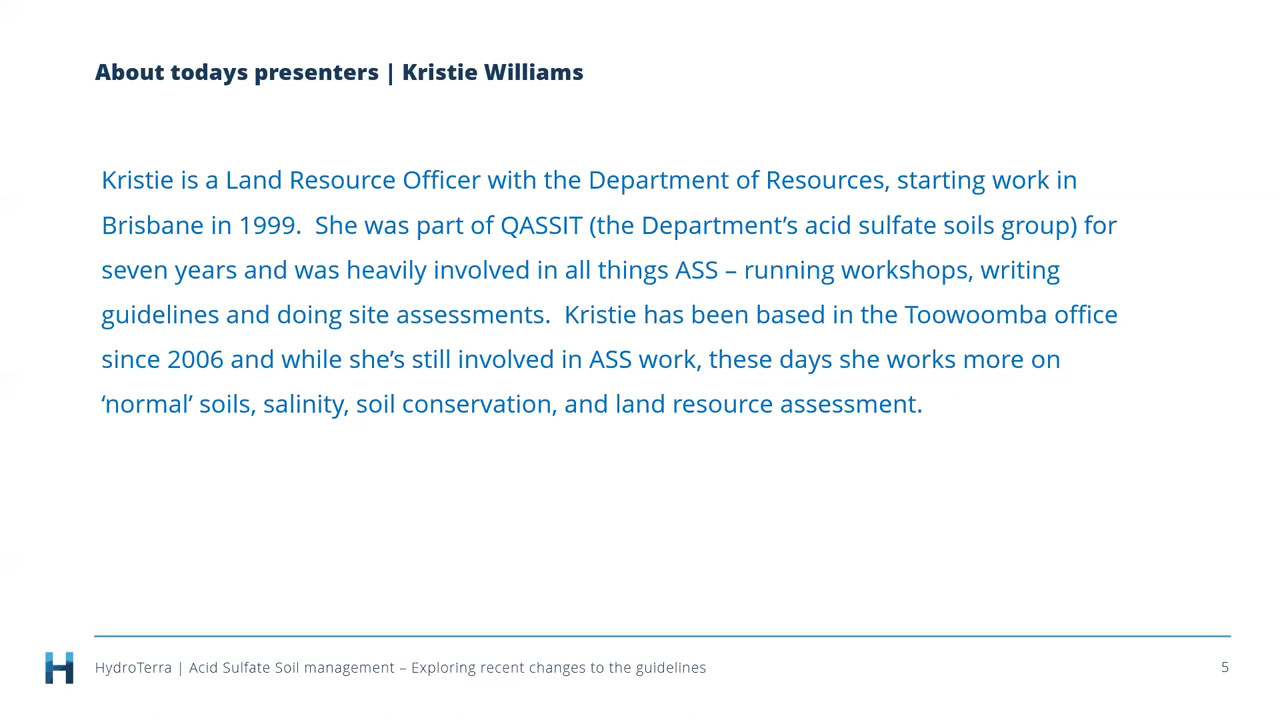 About todays presenters | Kristie Williams
Kristie is a Land Resource Officer with the Department of Resources, starting work in
Brisbane in 1999.  She was part of QASSIT (the Department’s acid sulfate soils group) for
seven years and was heavily involved in all things ASS – running workshops, writing
guidelines and doing site assessments.  Kristie has been based in the Toowoomba office
since 2006 and while she’s still involved in ASS work, these days she works more on
‘normal’ soils, salinity, soil conservation, and land resource assessment.
HydroTerra | Acid Sulfate Soil management – Exploring recent changes to the guidelines
5